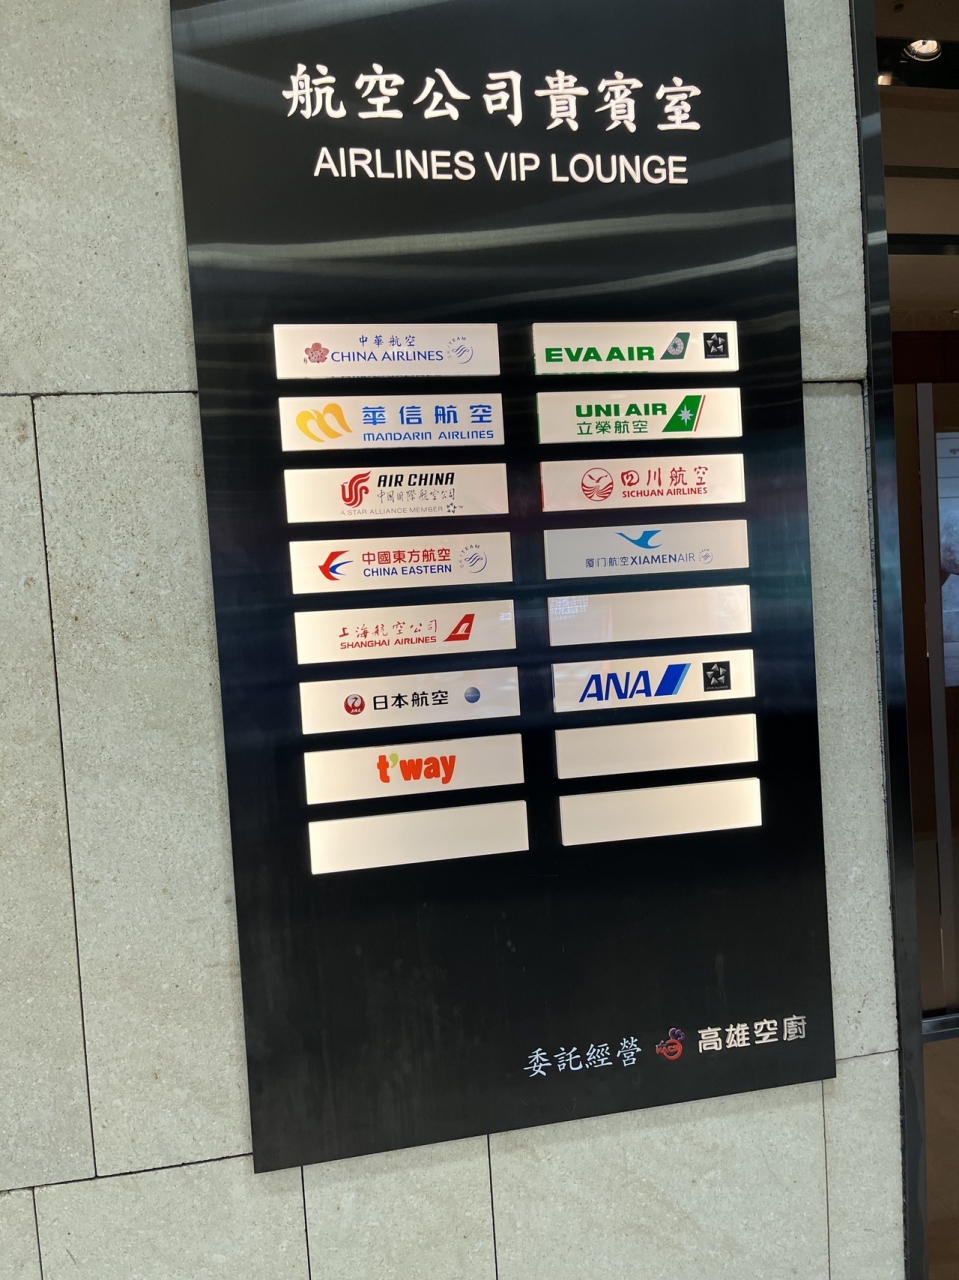 航空公司貴賓室
AIRLINES VIP LOUNGE
中華航空
CHINA AIRLINES
SKYTEAM
EVA AIR
華信航空
MANDARIN AIRLINES
UNI AIR
立榮航空
AIR CHINA
中国国际航空公司
A STAR ALLIANCE MEMBER
四川航空
SICHUAN AIRLINES
中國東方航空
CHINA EASTERN
SKYTEAM
厦门航空 XIAMENAIR
上海航空公司
SHANGHAI AIRLINES
日本航空
JAL
ANA
t'way
委託經營 高雄空廚